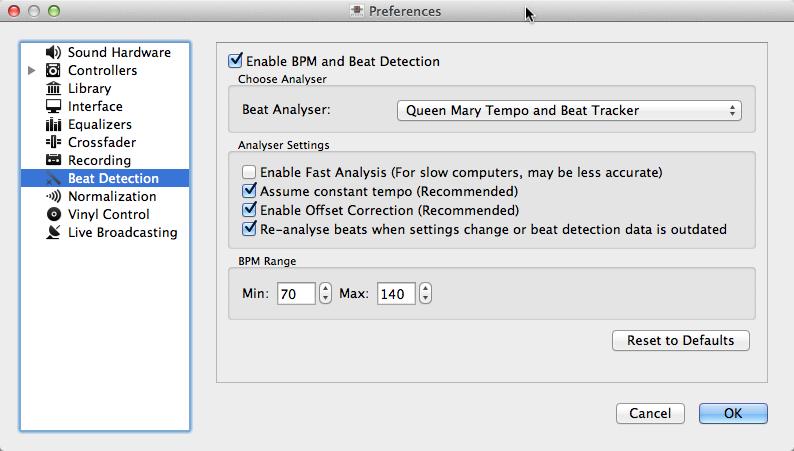 Preferences
Sound Hardware
Controllers
Library
Interface
Equalizers
Crossfader
Recording
Beat Detection
Normalization
Vinyl Control
Live Broadcasting
Enable BPM and Beat Detection
Choose Analyser
Beat Analyser: Queen Mary Tempo and Beat Tracker
Analyser Settings
Enable Fast Analysis (For slow computers, may be less accurate)
Assume constant tempo (Recommended)
Enable Offset Correction (Recommended)
Re-analyse beats when settings change or beat detection data is outdated
BPM Range
Min: 70 Max: 140
Reset to Defaults
Cancel OK